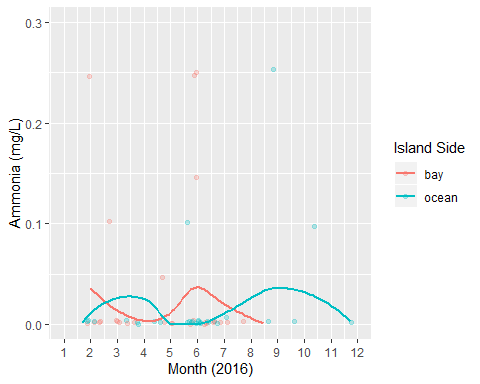 0.3
0.2
0.1
0.0
Ammonia (mg/L)
1 2 3 4 5 6 7 8 9 10 11 12
Month (2016)
Island Side
bay
ocean